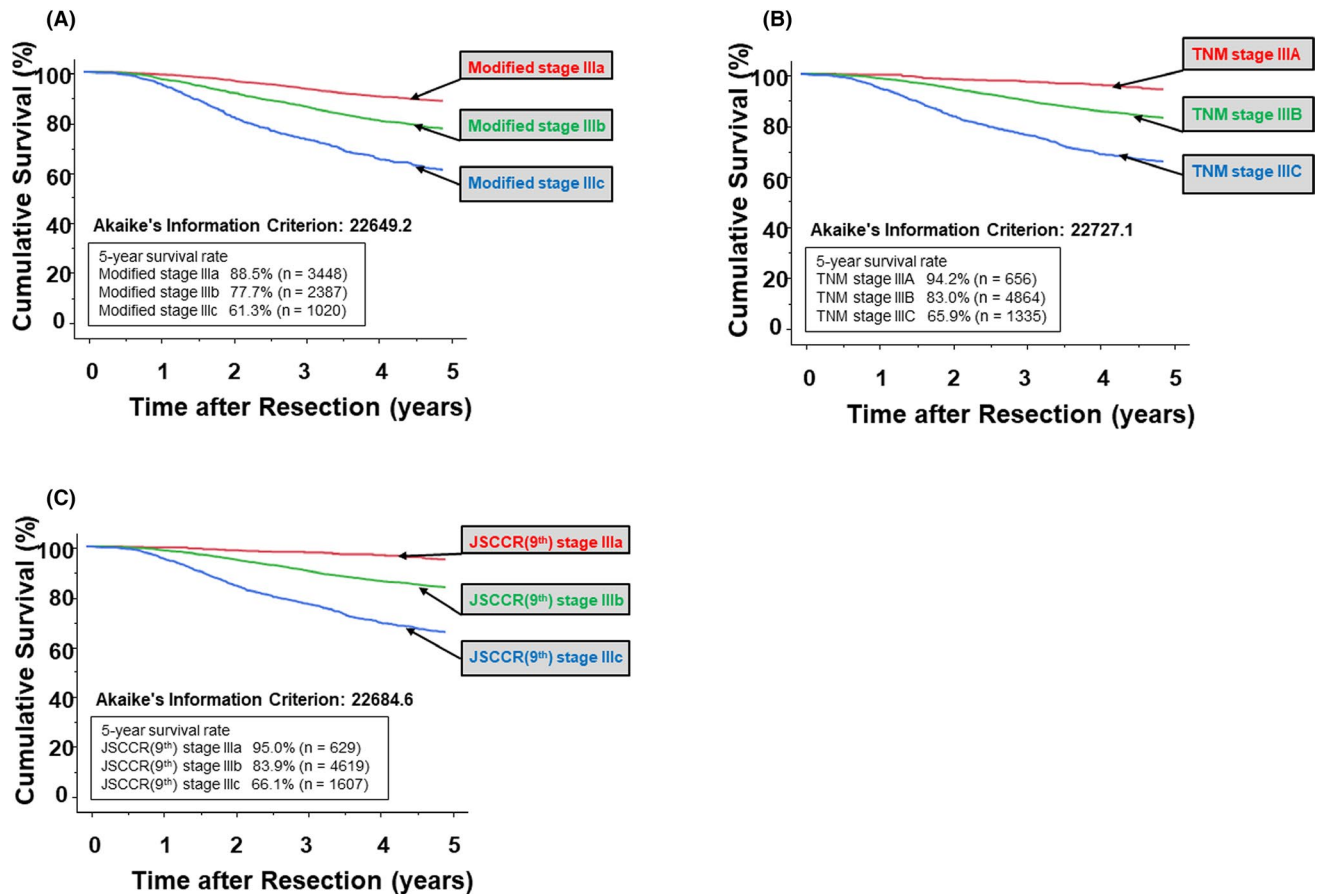 (A)
Cumulative Survival (%)
100
80
60
40
20
0
Modified stage IIIa
Modified stage IIIb
Modified stage IIIc
Akaike's Information Criterion: 22649.2
5-year survival rate
Modified stage IIIa 88.5% (n = 3448)
Modified stage IIIb 77.7% (n = 2387)
Modified stage IIIc 61.3% (n = 1020)
0 1 2 3 4 5
Time after Resection (years)
(B)
Cumulative Survival (%)
100
80
60
40
20
0
TNM stage IIIA
TNM stage IIIB
TNM stage IIIC
Akaike's Information Criterion: 22727.1
5-year survival rate
TNM stage IIIA 94.2% (n = 656)
TNM stage IIIB 83.0% (n = 4864)
TNM stage IIIC 65.9% (n = 1335)
0 1 2 3 4 5
Time after Resection (years)
(C)
Cumulative Survival (%)
100
80
60
40
20
0
JSCCR(9th) stage IIIa
JSCCR(9th) stage IIIb
JSCCR(9th) stage IIIc
Akaike's Information Criterion: 22684.6
5-year survival rate
JSCCR(9th) stage IIIa 95.0% (n = 629)
JSCCR(9th) stage IIIb 83.9% (n = 4619)
JSCCR(9th) stage IIIc 66.1% (n = 1607)
0 1 2 3 4 5
Time after Resection (years)